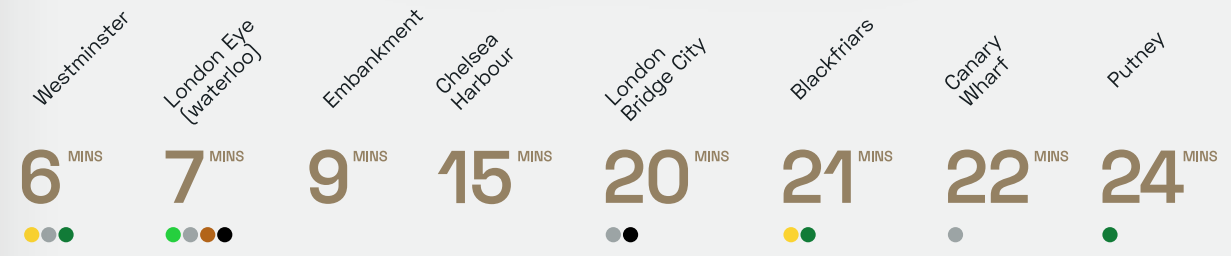 Westminster
London Eye
(waterloo)
Embankment
Chelsea
Harbour
London
Bridge City
Blackfriars
Canary
Wharf
Putney
6 MINS
7 MINS
9 MINS
15 MINS
20 MINS
21 MINS
22 MINS
24 MINS